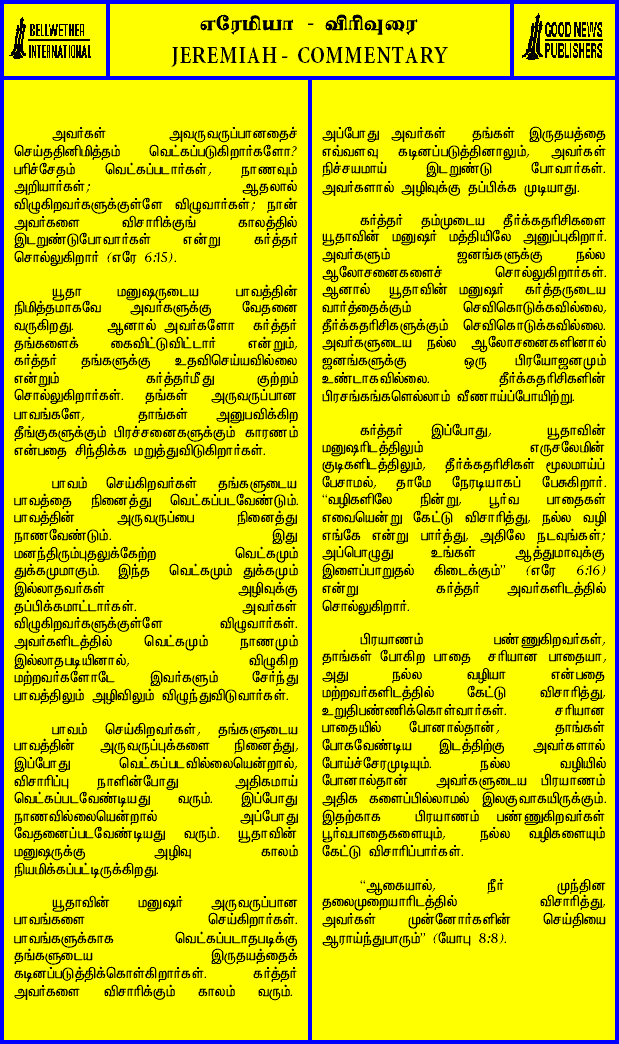 BELLWETHER
INTERNATIONAL
எரேமியா - விரிவுரை
JEREMIAH - COMMENTARY
GOOD NEWS
PUBLISHERS
அவர்கள் அவருவருப்பானதைச்
செய்ததினிமித்தம் வெட்கப்படுகிறார்களோ?
பரிச்சேதம் வெட்கப்படார்கள், நாணவும்
அறியார்கள்; ஆதலால்
விழுகிறவர்களுக்குள்ளே விழுவார்கள்; நான்
அவர்களை விசாரிக்குங் காலத்தில்
இடறுண்டுபோவார்கள் என்று கர்த்தர்
சொல்லுகிறார் (எரே 6:15).
யூதா மனுஷருடைய பாவத்தின்
நிமித்தமாகவே அவர்களுக்கு வேதனை
வருகிறது. ஆனால் அவர்களோ கர்த்தர்
தங்களைக் கைவிட்டுவிட்டார் என்றும்,
கர்த்தர் தங்களுக்கு உதவிசெய்யவில்லை
என்றும் கர்த்தர்மீது குற்றம்
சொல்லுகிறார்கள். தங்கள் அருவருப்பான
பாவங்களே, தாங்கள் அனுபவிக்கிற
தீங்குகளுக்கும் பிரச்சனைகளுக்கும் காரணம்
என்பதை சிந்திக்க மறுத்துவிடுகிறார்கள்.
பாவம் செய்கிறவர்கள் தங்களுடைய
பாவத்தை நினைத்து வெட்கப்படவேண்டும்.
பாவத்தின் அருவருப்பை நினைத்து
நாணவேண்டும். இது
மனந்திரும்புதலுக்கேற்ற வெட்கமும்
துக்கமுமாகும். இந்த வெட்கமும் துக்கமும்
இல்லாதவர்கள் அழிவுக்கு
தப்பிக்கமாட்டார்கள். அவர்கள்
விழுகிறவர்களுக்குள்ளே விழுவார்கள்.
அவர்களிடத்தில் வெட்கமும் நாணமும்
இல்லாதபடியினால், விழுகிற
மற்றவர்களோடே இவர்களும் சேர்ந்து
பாவத்திலும் அழிவிலும் விழுந்துவிடுவார்கள்.
பாவம் செய்கிறவர்கள், தங்களுடைய
பாவத்தின் அருவருப்புக்களை நினைத்து,
இப்போது வெட்கப்படவில்லையென்றால்,
விசாரிப்பு நாளின்போது அதிகமாய்
வெட்கப்படவேண்டியது வரும். இப்போது
நாணவில்லையென்றால் அப்போது
வேதனைப்படவேண்டியது வரும். யூதாவின்
மனுஷருக்கு அழிவு காலம்
நியமிக்கப்பட்டிருக்கிறது.
யூதாவின் மனுஷர் அருவருப்பான
பாவங்களை செய்கிறார்கள்.
பாவங்களுக்காக வெட்கப்படாதபடிக்கு
தங்களுடைய இருதயத்தைக்
கடினப்படுத்திக்கொள்கிறார்கள். கர்த்தர்
அவர்களை விசாரிக்கும் காலம் வரும்.
அப்போது அவர்கள் தங்கள் இருதயத்தை
எவ்வளவு கடினப்படுத்தினாலும், அவர்கள்
நிச்சயமாய் இடறுண்டு போவார்கள்.
அவர்களால் அழிவுக்கு தப்பிக்க முடியாது.
கர்த்தர் தம்முடைய தீர்க்கதரிசிகளை
யூதாவின் மனுஷர் மத்தியிலே அனுப்புகிறார்.
அவர்களும் ஜனங்களுக்கு நல்ல
ஆலோசனைகளைச் சொல்லுகிறார்கள்.
ஆனால் யூதாவின் மனுஷர் கர்த்தருடைய
வார்த்தைக்கும் செவிகொடுக்கவில்லை,
தீர்க்கதரிசிகளுக்கும் செவிகொடுக்கவில்லை.
அவர்களுடைய நல்ல ஆலோசனைகளினால்
ஜனங்களுக்கு ஒரு பிரயோஜனமும்
உண்டாகவில்லை. தீர்க்கதரிசிகளின்
பிரசங்கங்களெல்லாம் வீணாய்ப்போயிற்று.
கர்த்தர் இப்போது, யூதாவின்
மனுஷரிடத்திலும் எருசலேமின்
குடிகளிடத்திலும், தீர்க்கதரிசிகள் மூலமாய்ப்
பேசாமல், தாமே நேரடியாகப் பேசுகிறார்.
“வழிகளிலே நின்று, பூர்வ பாதைகள்
எவையென்று கேட்டு விசாரித்து, நல்ல வழி
எங்கே என்று பார்த்து, அதிலே நடவுங்கள்;
அப்பொழுது உங்கள் ஆத்துமாவுக்கு
இளைப்பாறுதல் கிடைக்கும்” (எரே 6:16)
என்று கர்த்தர் அவர்களிடத்தில்
சொல்லுகிறார்.
பிரயாணம் பண்ணுகிறவர்கள்,
தாங்கள் போகிற பாதை சரியான பாதையா,
அது நல்ல வழியா என்பதை
மற்றவர்களிடத்தில் கேட்டு விசாரித்து,
உறுதிபண்ணிக்கொள்வார்கள். சரியான
பாதையில் போனால்தான், தாங்கள்
போகவேண்டிய இடத்திற்கு அவர்களால்
போய்ச்சேரமுடியும். நல்ல வழியில்
போனால்தான் அவர்களுடைய பிரயாணம்
அதிக களைப்பில்லாமல் இலகுவாகயிருக்கும்.
இதற்காக பிரயாணம் பண்ணுகிறவர்கள்
பூர்வபாதைகளையும், நல்ல வழிகளையும்
கேட்டு விசாரிப்பார்கள்.
“ஆகையால், நீர் முந்தின
தலைமுறையாரிடத்தில் விசாரித்து,
அவர்கள் முன்னோர்களின் செய்தியை
ஆராய்ந்துபாரும்” (யோபு 8:8).